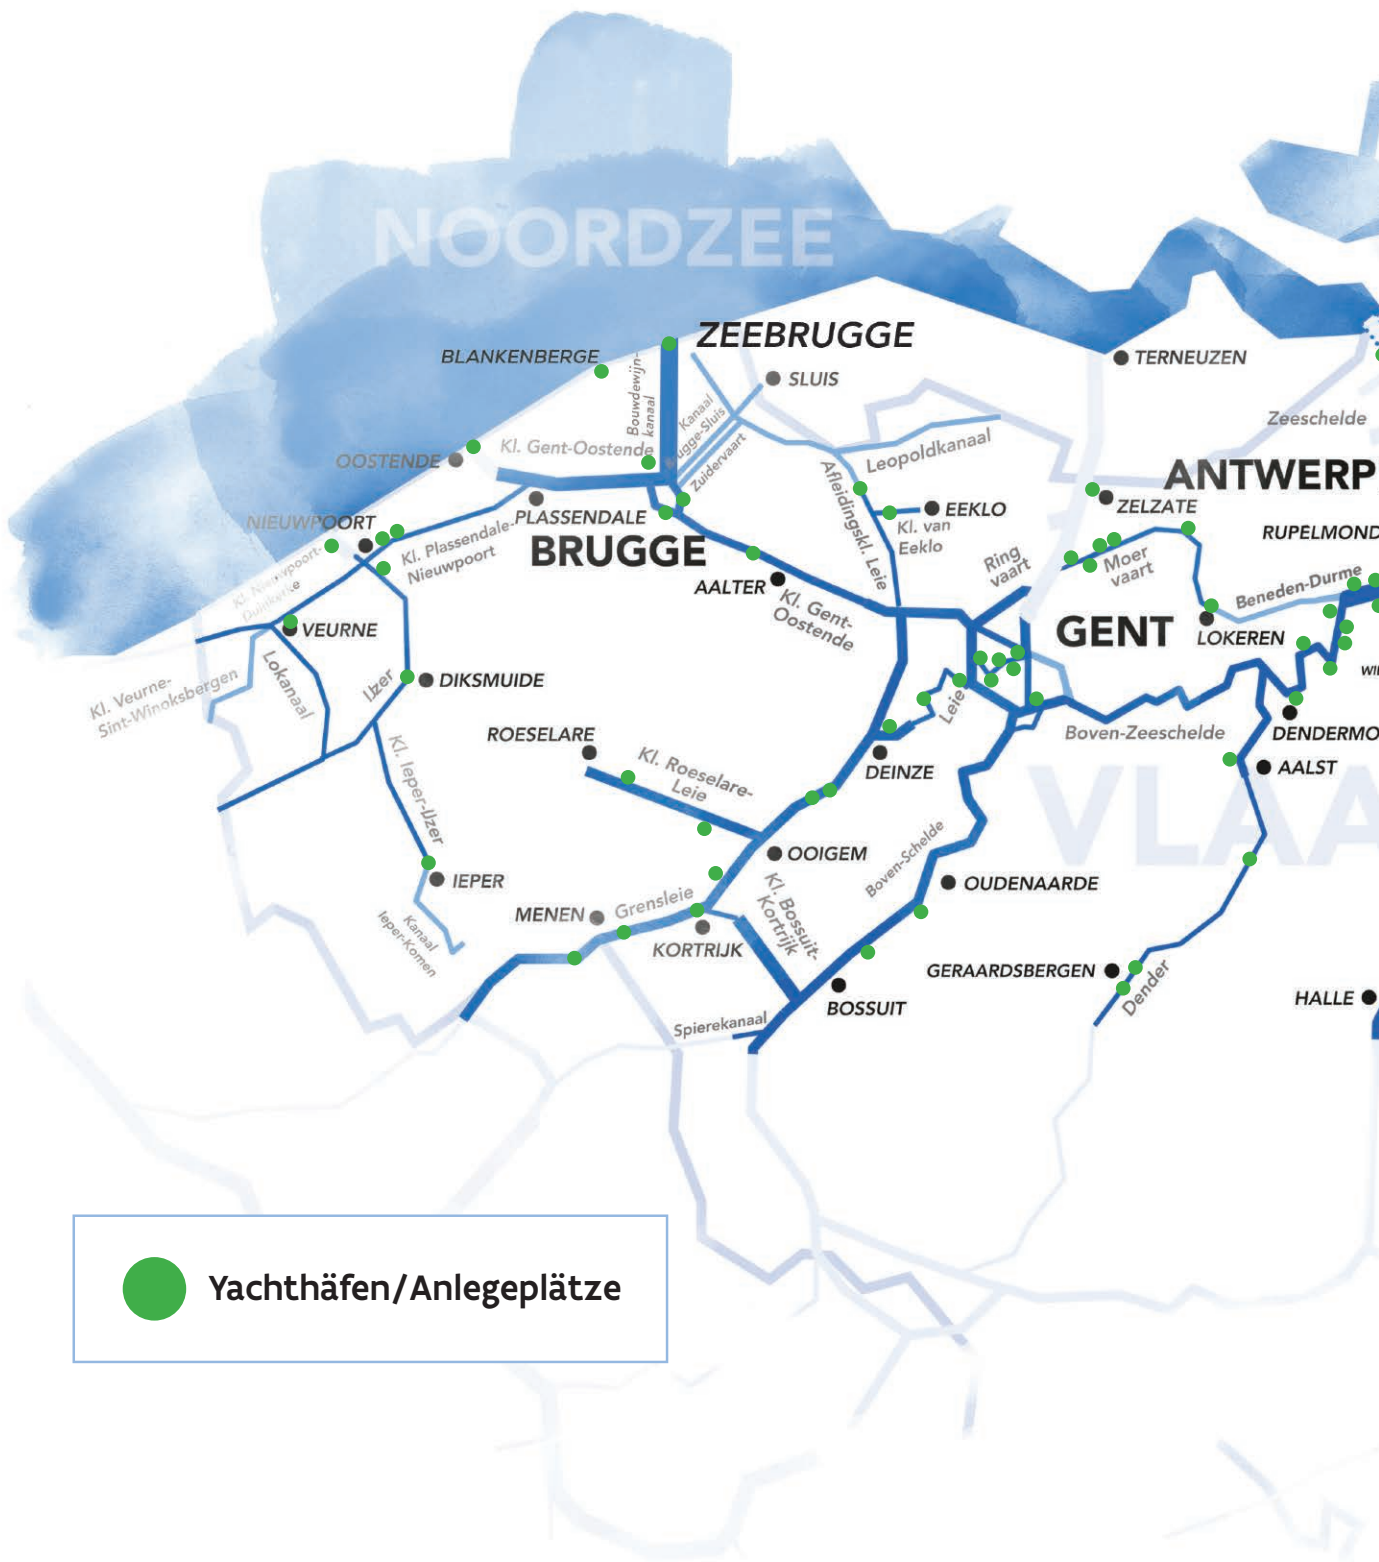 NOORDZEE
ZEEBRUGGE
BLANKENBERGE
TERNEUZEN
SLUIS
Bouwdewijn-
kanaal
Kanaal
ugge-Sluis
Zuidervaart
Zeeschelde
Kl. Gent-Oostende
OOSTENDE
Leopoldkanaal
ANTWERP
Afleidingskl. Leie
ZELZATE
EEKLO
PLASSENDALE
NIEUWPOORT
Kl. Plassendale-
Nieuwpoort
Kl. van
Eeklo
RUPELMOND
BRUGGE
Ring
vaart
Moer
vaart
Kl. Nieuwpoort-
Duinkerke
AALTER
Kl. Gent-
Oostende
Beneden-Durme
VEURNE
GENT
LOKEREN
Lokanaal
IJzer
DIKSMUIDE
Kl. Veurne-
Sint-Winoksbergen
Leie
WI
ROESELARE
Boven-Zeeschelde
DENDERMO
Kl. Ieper-IJzer
Kl. Roeselare-
Leie
DEINZE
AALST
VLAA
OOIGEM
Boven-Schelde
IEPER
OUDENAARDE
Kl. Bossuit-
Kortrijk
Grensleie
MENEN
Kanaal
Ieper-Komen
KORTRIJK
GERAARDSBERGEN
Dender
HALLE
BOSSUIT
Spierekanaal
Yachthäfen/Anlegeplätze